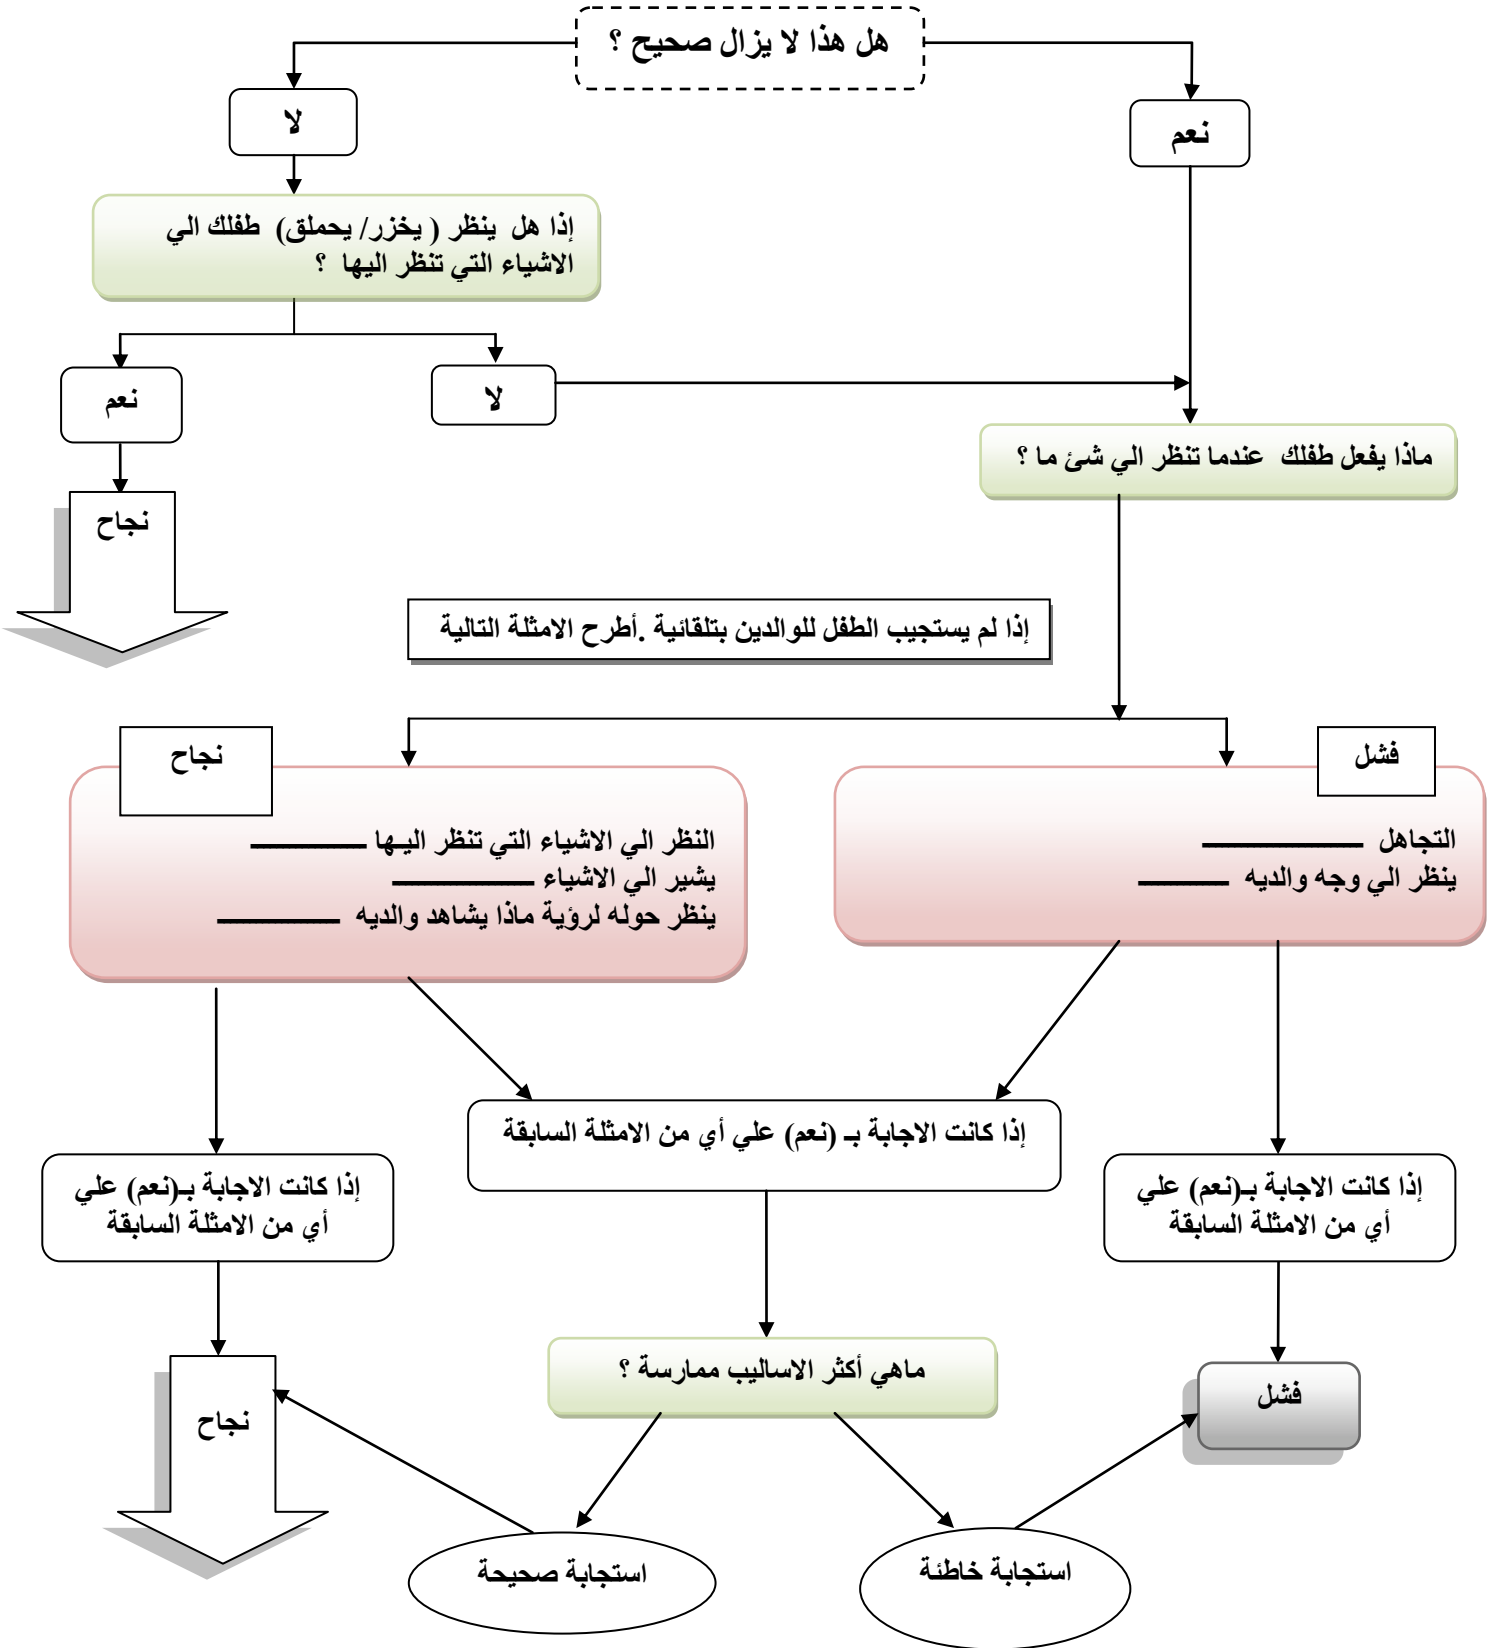 هل هذا لا يزال صحيح ؟
نعم
لا
إذا هل ينظر ( يخزر/ يحملق) طفلك الي
الاشياء التي تنظر اليها ؟
لا
نعم
ماذا يفعل طفلك عندما تنظر الي شئ ما ؟
نجاح
إذا لم يستجيب الطفل للوالدين بتلقائية .أطرح الامثلة التالية
فشل
التجاهل
ينظر الي وجه والديه
نجاح
النظر الي الاشياء التي تنظر اليـها
يشير الي الاشياء
ينظر حوله لرؤية ماذا يشاهد والديه
إذا كانت الاجابة بـ(نعم) علي
أي من الامثلة السابقة
إذا كانت الاجابة بـ (نعم) علي أي من الامثلة السابقة
إذا كانت الاجابة بـ(نعم) علي
أي من الامثلة السابقة
ماهي أكثر الاساليب ممارسة ؟
فشل
نجاح
استجابة خاطئة
استجابة صحيحة